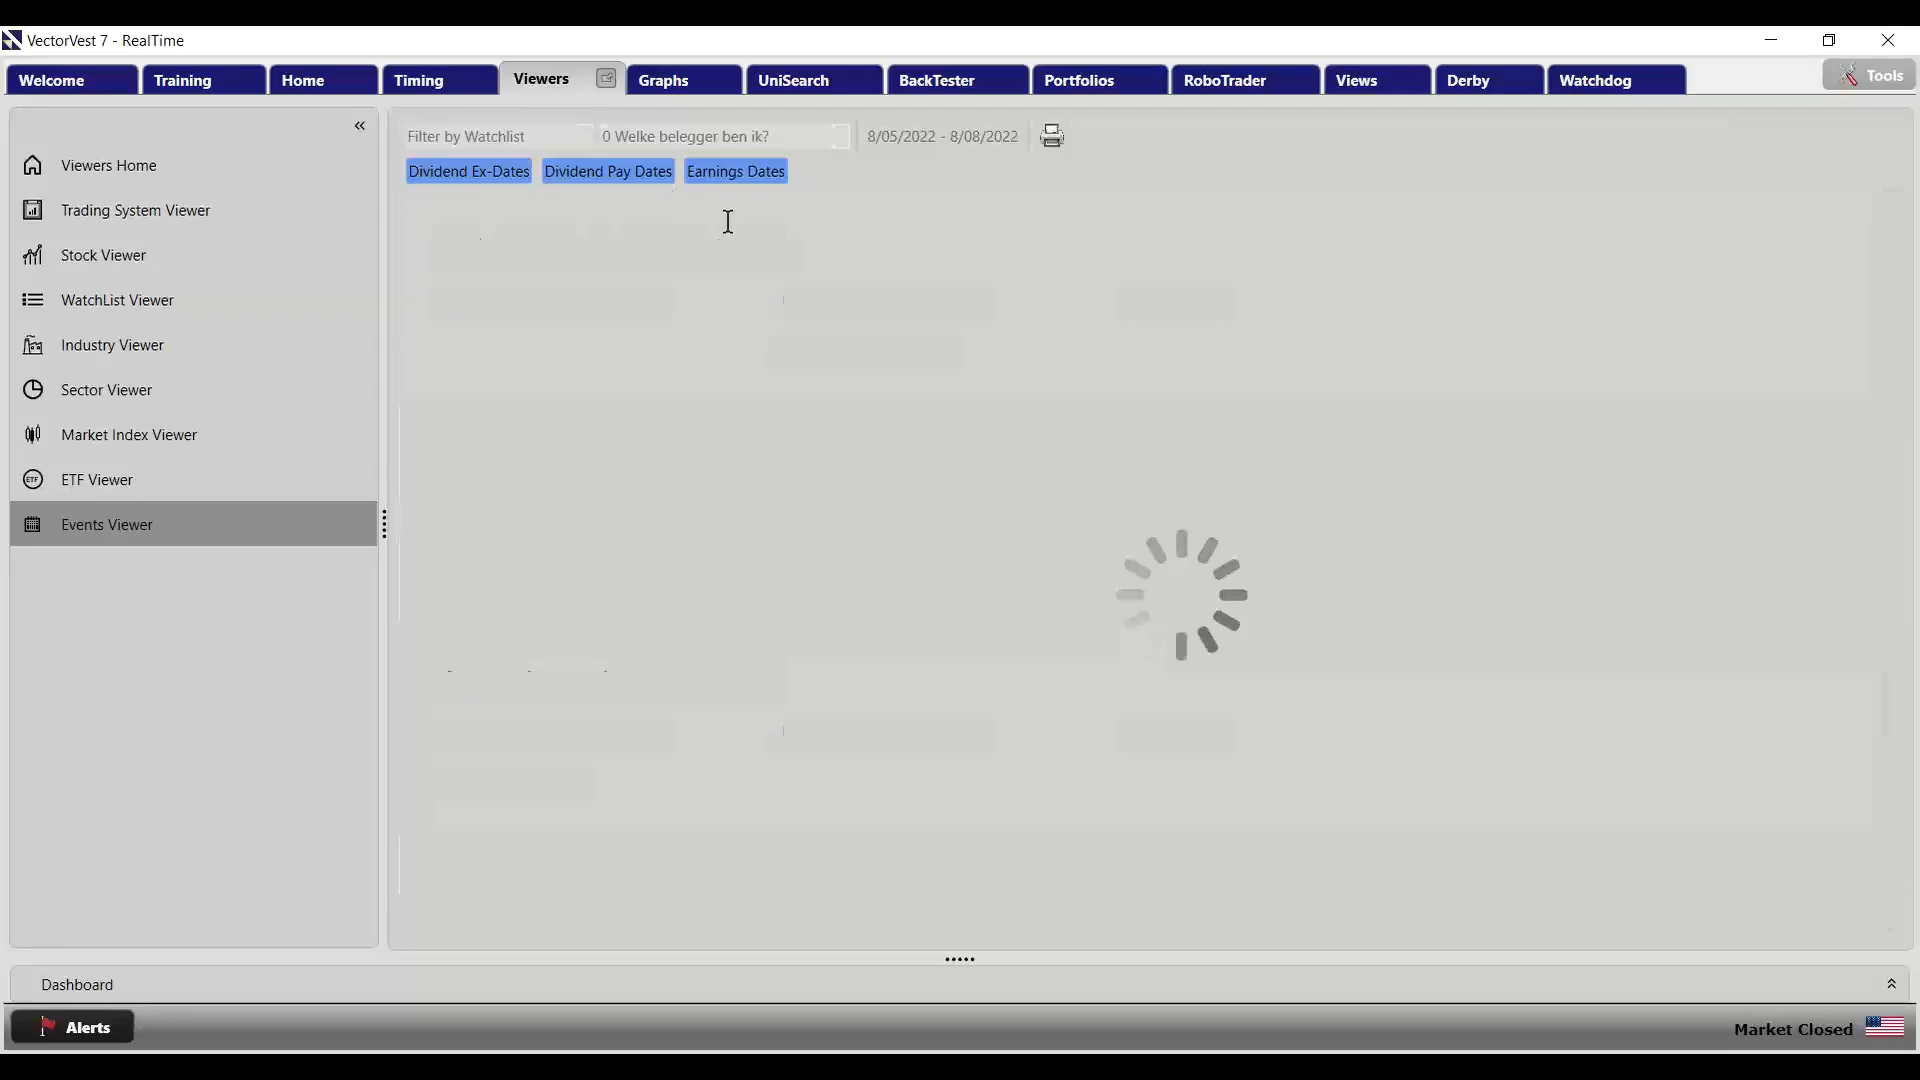 VectorVest 7 - RealTime
Welcome Training Home Timing Viewers Graphs UniSearch BackTester Portfolios RoboTrader Views Derby Watchdog Tools
Filter by Watchlist 0 Welke belegger ben ik? 8/05/2022 - 8/08/2022
Dividend Ex-Dates Dividend Pay Dates Earnings Dates
Viewers Home
Trading System Viewer
Stock Viewer
WatchList Viewer
Industry Viewer
Sector Viewer
Market Index Viewer
ETF ETF Viewer
Events Viewer
Dashboard
Alerts Market Closed